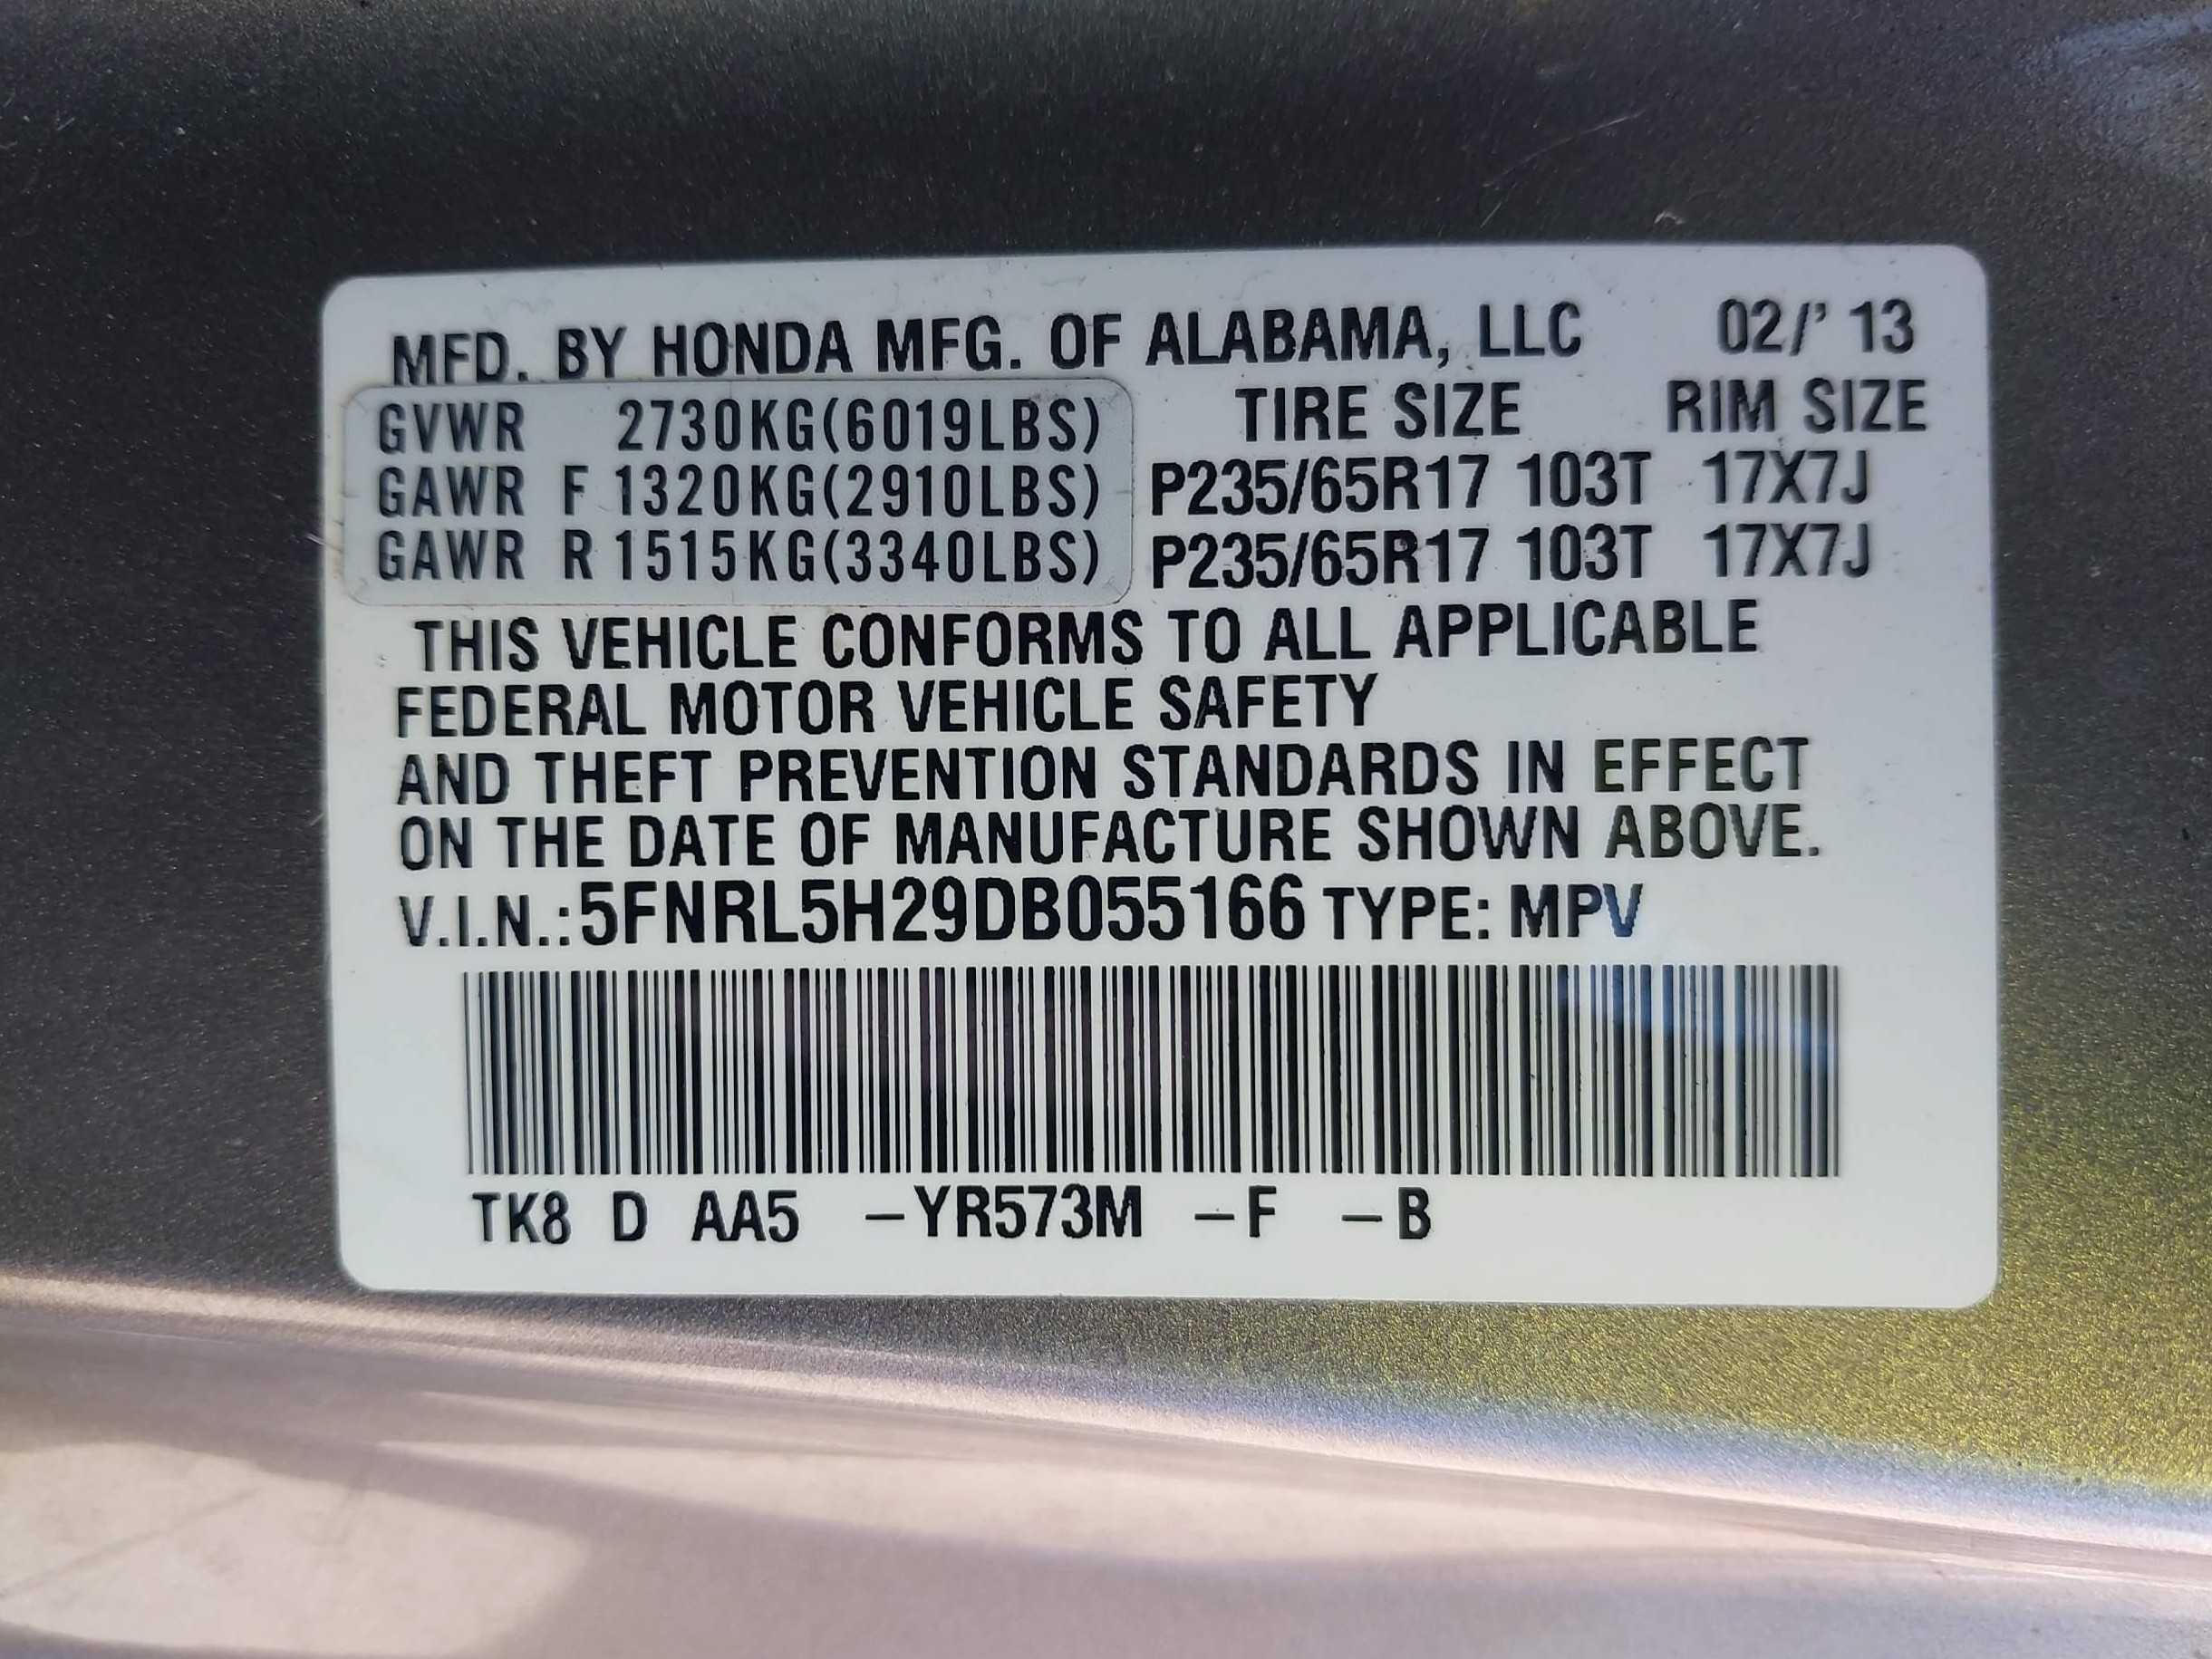 MFD. BY HONDA MFG. OF ALABAMA, LLC 02/' 13
TIRE SIZE RIM SIZE
GVWR 2730KG(6019LBS)
GAWR F 1320KG(2910LBS) P235/65R17 103T 17X7J
GAWR R 1515KG(3340LBS) P235/65R17 103T 17X7J
THIS VEHICLE CONFORMS TO ALL APPLICABLE
FEDERAL MOTOR VEHICLE SAFETY
AND THEFT PREVENTION STANDARDS IN EFFECT
ON THE DATE OF MANUFACTURE SHOWN ABOVE.
V.I.N.:5FNRL5H29DB055166 TYPE: MPV
TK8 D AA5 –YR573M –F –B